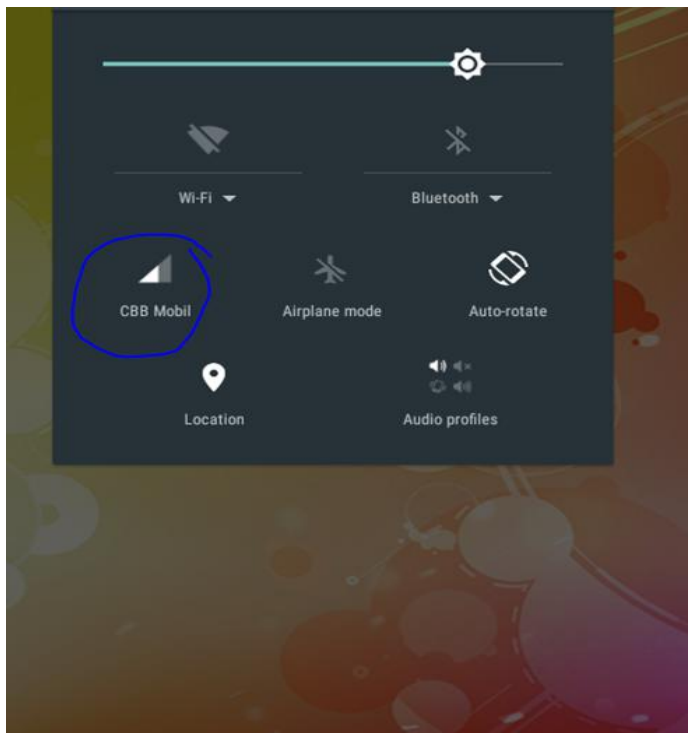 Wi-Fi
Bluetooth
CBB Mobil
Airplane mode
Auto-rotate
Location
Audio profiles